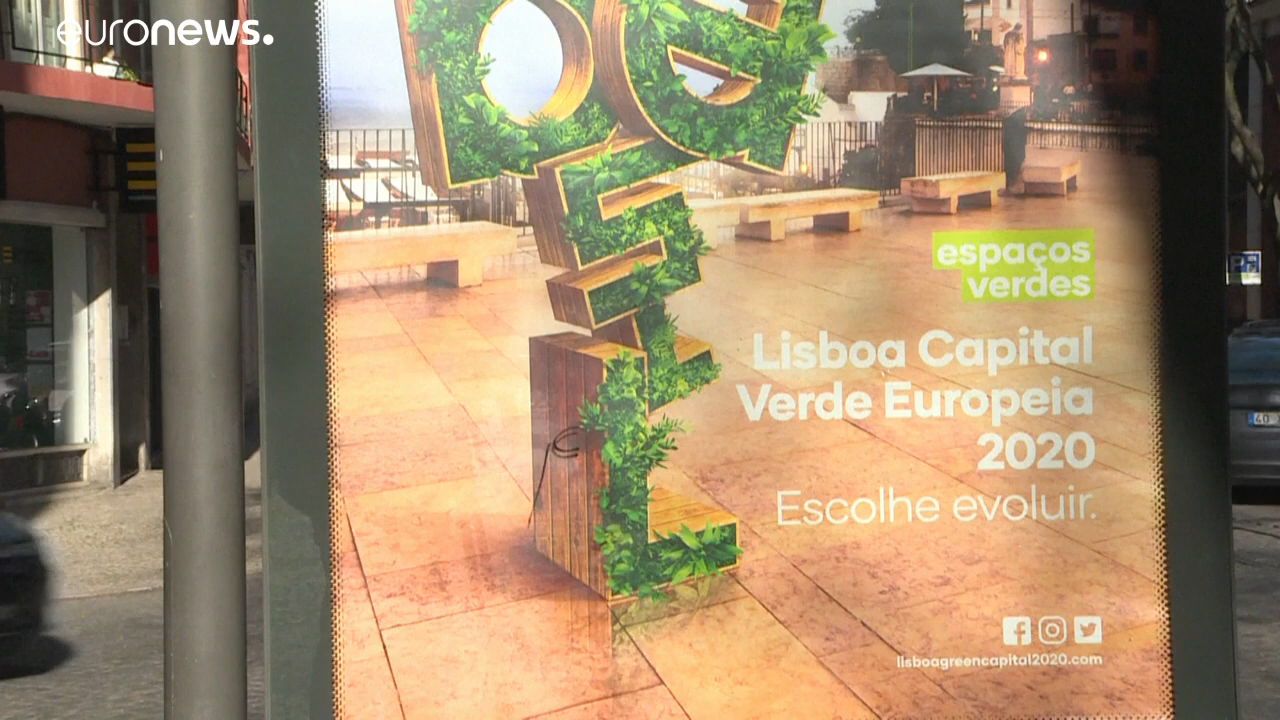 euronews.
espaços
verdes
Lisboa Capital
Verde Europeia
2020
Escolhe evoluir.
lisboagreencapital2020.com